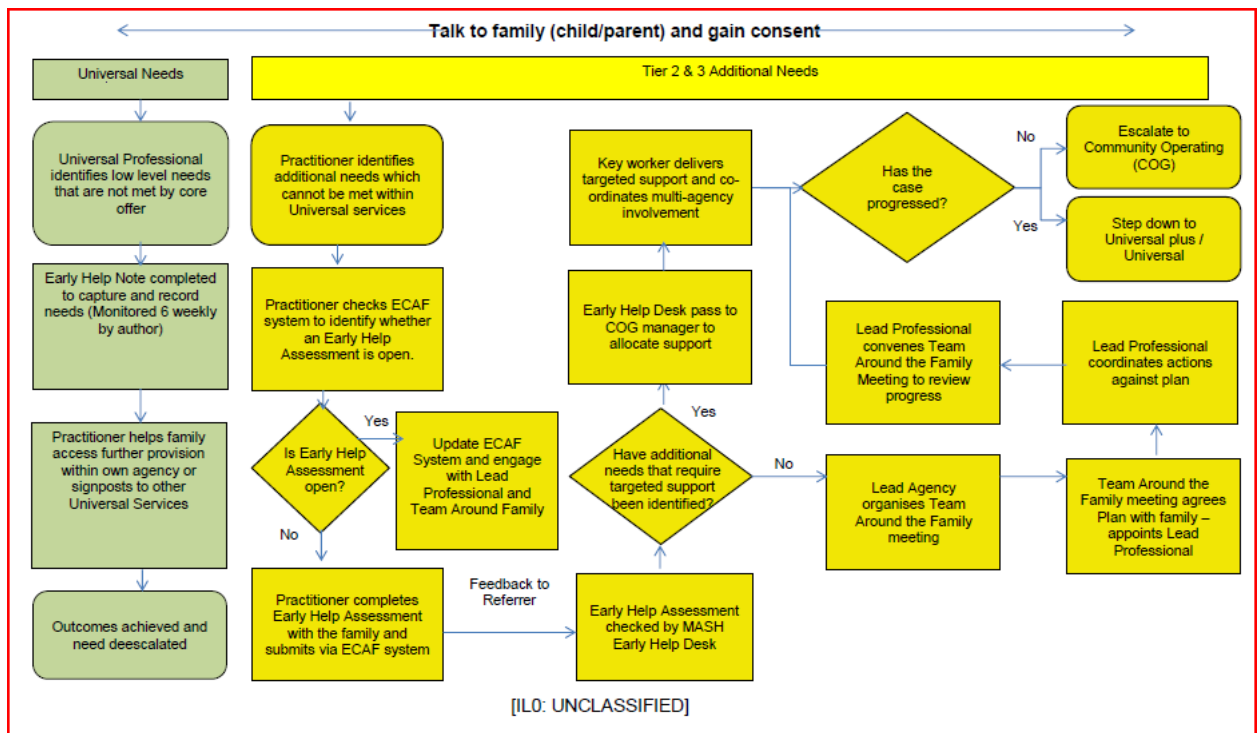 Talk to family (child/parent) and gain consent
Universal Needs
Tier 2 & 3 Additional Needs
Universal Professional
identifies low level needs
that are not met by core
offer
Early Help Note completed
to capture and record
needs (Monitored 6 weekly
by author)
Practitioner helps family
access further provision
within own agency or
signposts to other
Universal Services
Outcomes achieved and
need deescalated
Practitioner identifies
additional needs which
cannot be met within
Universal services
Practitioner checks ECAF
system to identify whether
an Early Help
Assessment is open.
Is Early Help
Assessment
open?
Yes
Update ECAF
System and engage
with Lead
Professional and
Team Around Family
No
Practitioner completes
Early Help Assessment
with the family and
submits via ECAF system
Feedback to
Referrer
Early Help Assessment
checked by MASH
Early Help Desk
Have additional
needs that require
targeted support
been identified?
Yes
Early Help Desk pass to
COG manager to
allocate support
Key worker delivers
targeted support and co-
ordinates multi-agency
involvement
No
Lead Agency
organises Team
Around the Family
meeting
Team Around the
Family meeting agrees
Plan with family –
appoints Lead
Professional
Lead Professional
coordinates actions
against plan
Lead Professional
convenes Team
Around the Family
Meeting to review
progress
Has the
case
progressed?
No
Escalate to
Community Operating
(COG)
Yes
Step down to
Universal plus /
Universal
[IL0: UNCLASSIFIED]